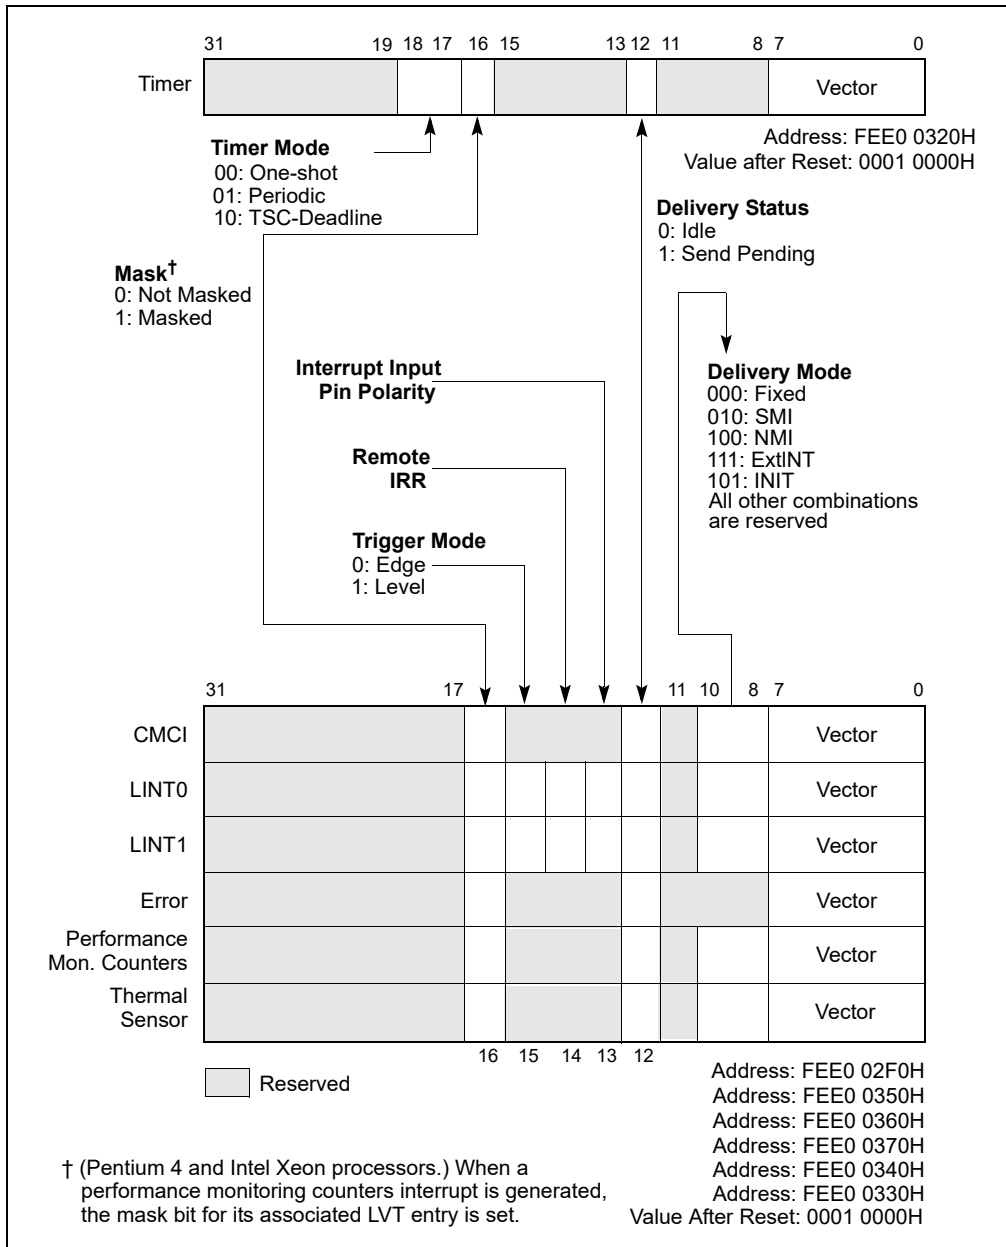 31 19 18 17 16 15 13 12 11 8 7 0
Timer Vector
Address: FEE0 0320H
Value after Reset: 0001 0000H
Timer Mode
00: One-shot
01: Periodic
10: TSC-Deadline
Delivery Status
0: Idle
1: Send Pending
Mask†
0: Not Masked
1: Masked
Interrupt Input
Pin Polarity
Delivery Mode
000: Fixed
010: SMI
100: NMI
111: ExtINT
101: INIT
All other combinations
are reserved
Remote
IRR
Trigger Mode
0: Edge
1: Level
31 17 11 10 8 7 0
CMCI Vector
LINT0 Vector
LINT1 Vector
Error Vector
Performance
Mon. Counters Vector
Thermal
Sensor Vector
16 15 14 13 12
Reserved
Address: FEE0 02F0H
Address: FEE0 0350H
Address: FEE0 0360H
Address: FEE0 0370H
Address: FEE0 0340H
Address: FEE0 0330H
Value After Reset: 0001 0000H
† (Pentium 4 and Intel Xeon processors.) When a
performance monitoring counters interrupt is generated,
the mask bit for its associated LVT entry is set.